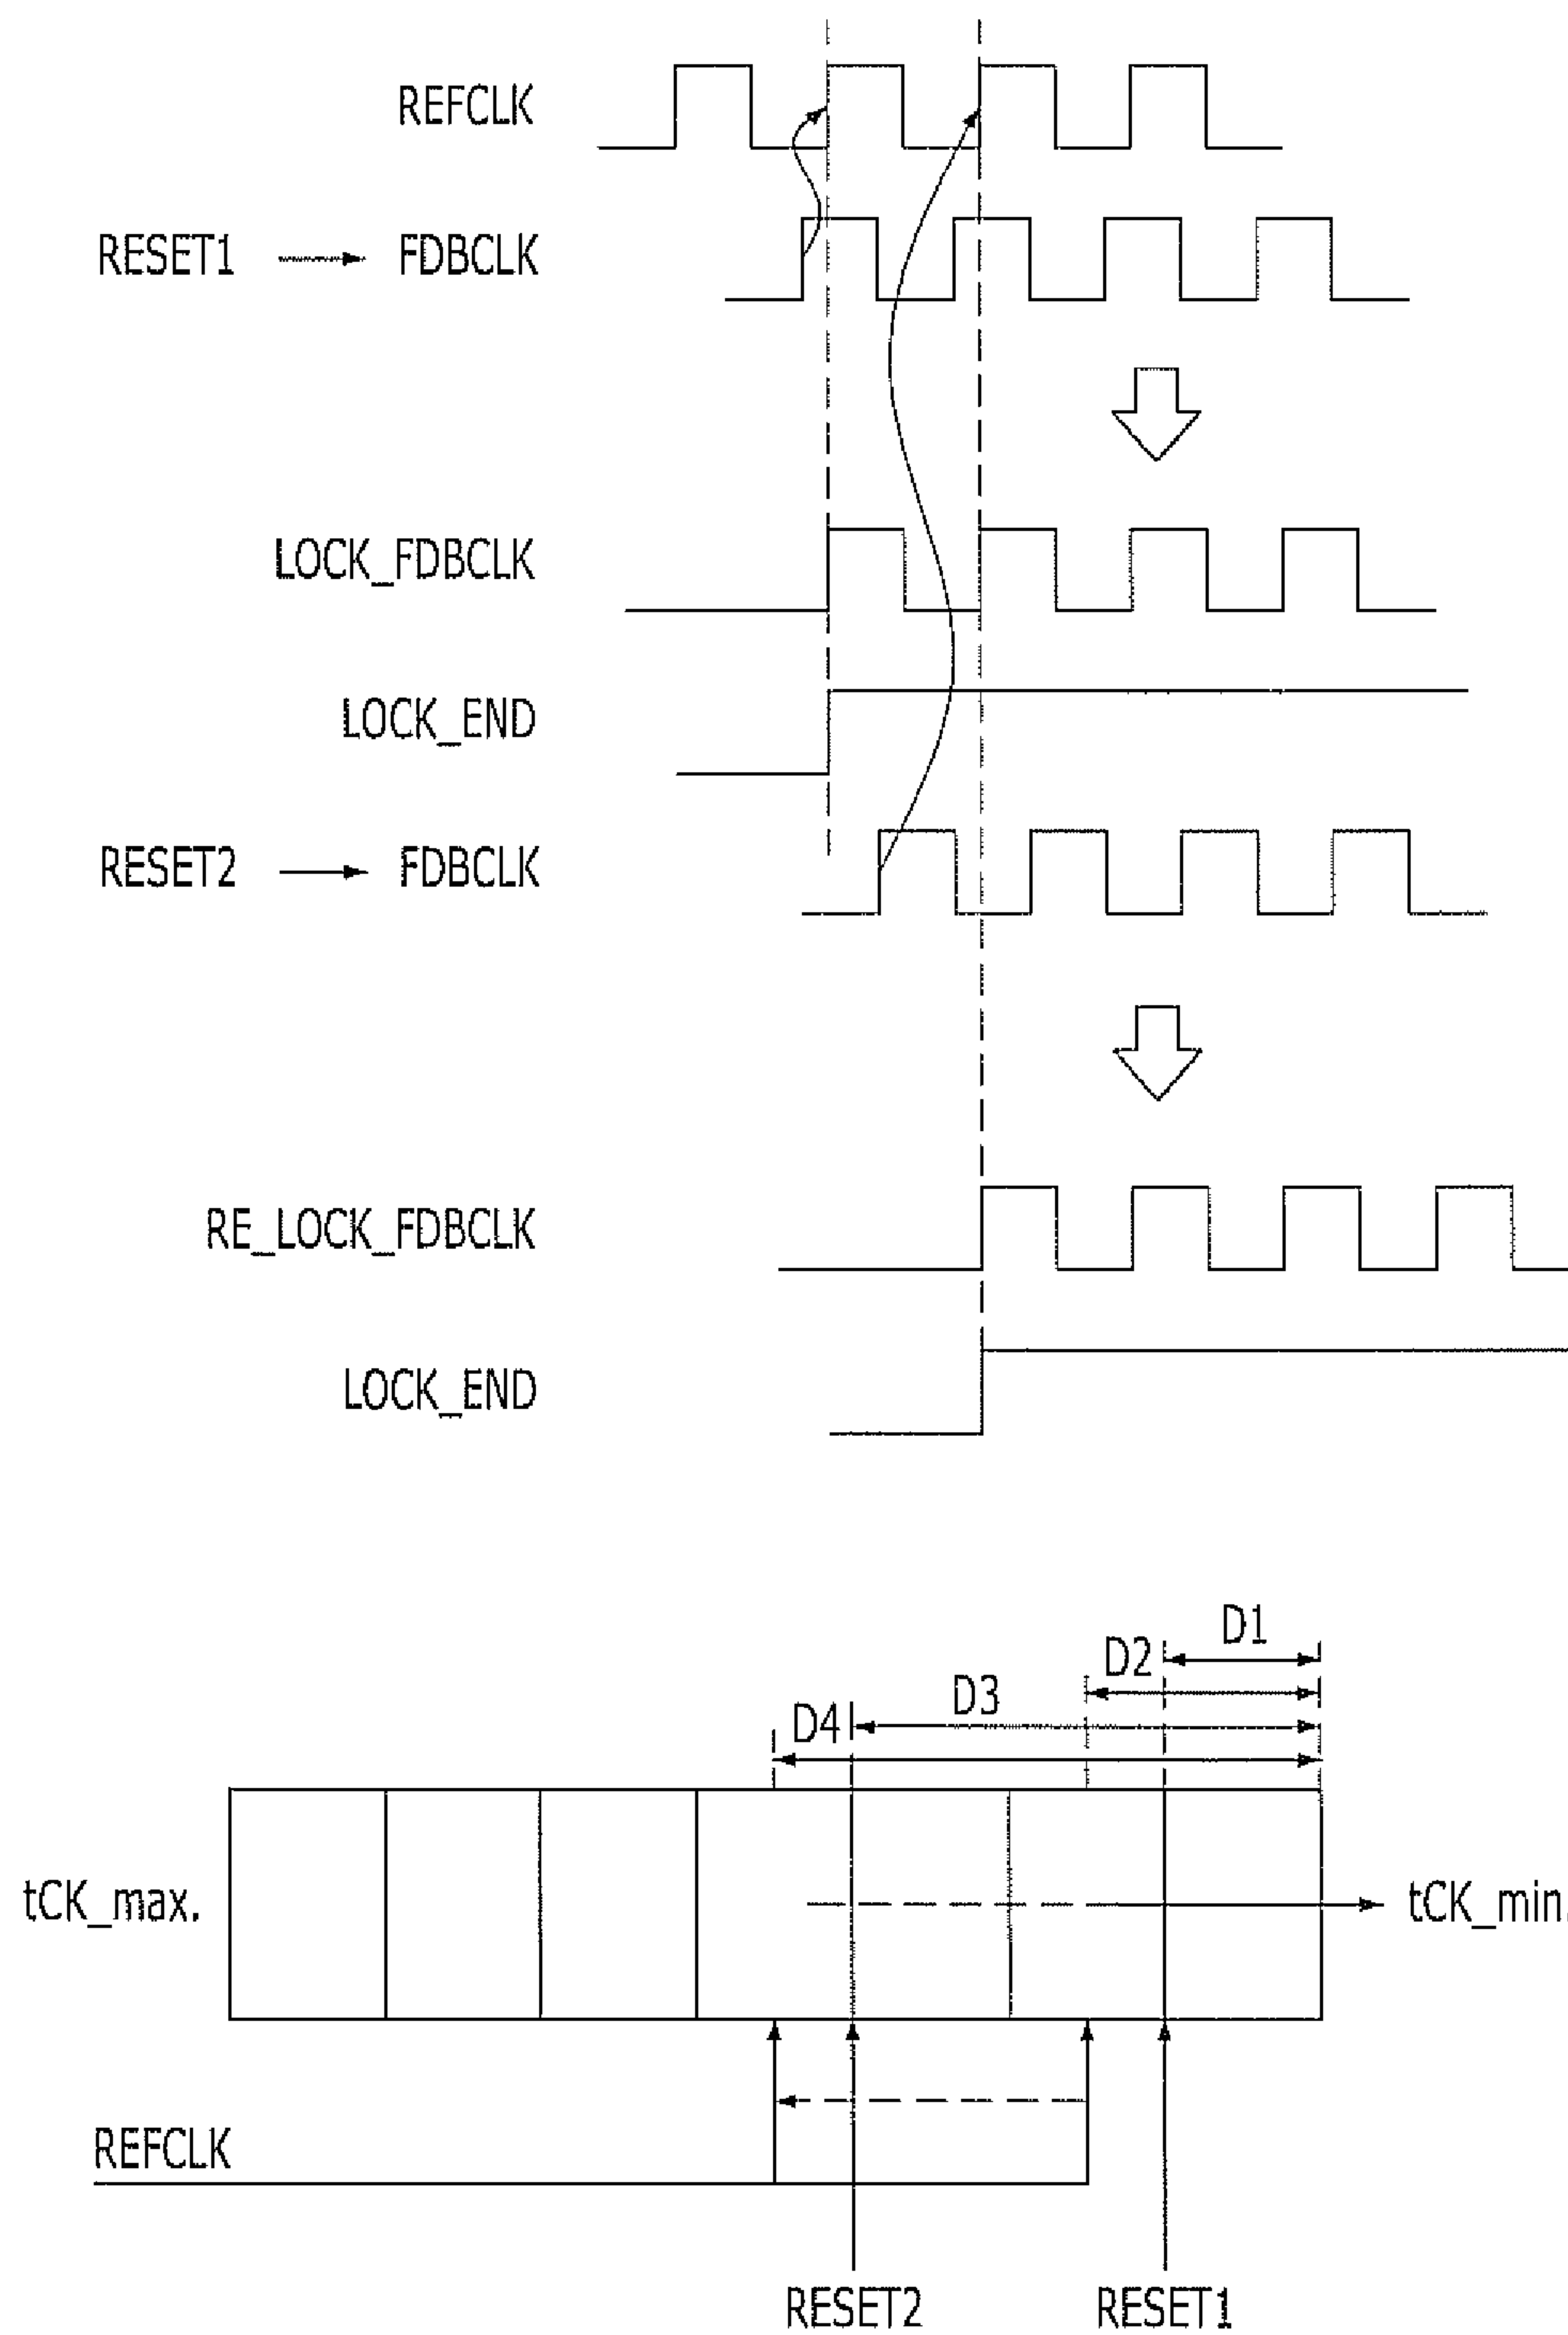 REFCLK
RESET1 FDBCLK
LOCK_FDBCLK
LOCK_END
RESET2 FDBCLK
RE_LOCK_FDBCLK
LOCK_END
D1
D2
D3
D4
tCK_max. tCK_min.
REFCLK
RESET2 RESET1